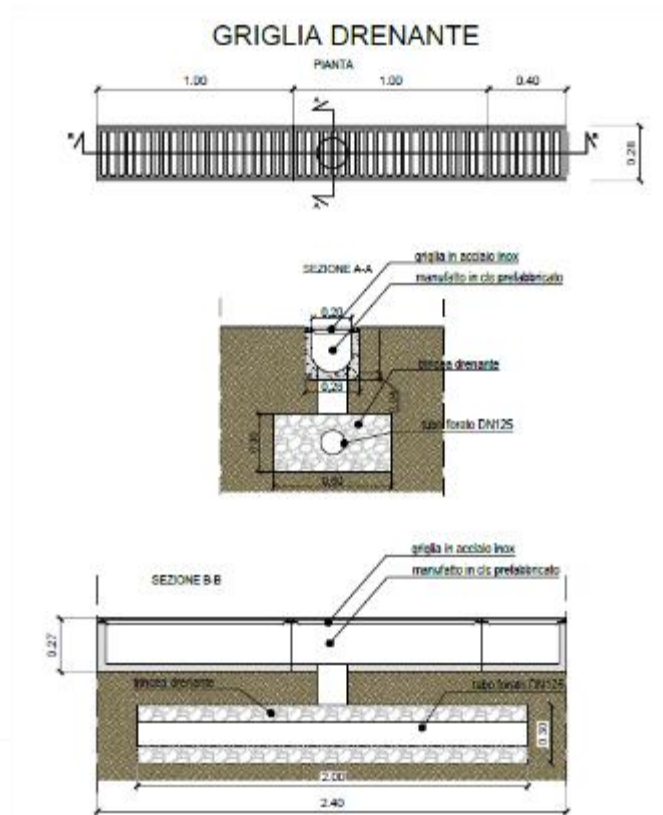 GRIGLIA DRENANTE
PIANTA
1.00 1.00 0.40
A
B B
0.28
A
griglia in acciaio inox
SEZIONE A-A
manufatto in cls prefabbricato
0.20
trincea drenante
0.28
tubo forato DN125
0.30
0.60
griglia in acciaio inox
SEZIONE B-B
manufatto in cls prefabbricato
0.27
trincea drenante
tubo forato DN125
0.30
2.00
2.40